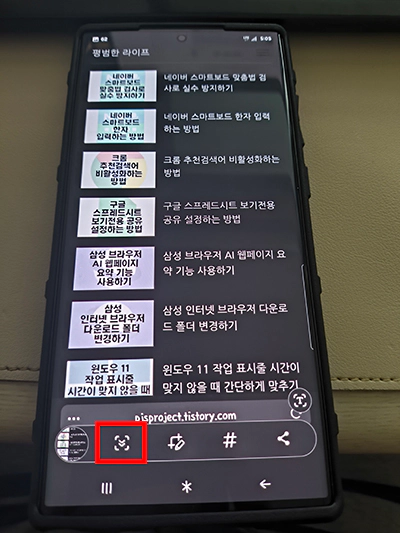 62
5:03
평범한 라이프
네이버
스마트보드
맞춤법 검사로
실수 방지하기
네이버 스마트보드 맞춤법 검
사로 실수 방지하기
네이버
스마트보드
한자
입력하는 방법
네이버 스마트보드 한자 입력
하는 방법
크롬
추천검색어
비활성화하는
방법
크롬 추천검색어 비활성화하는
방법
구글
스프레드시트
보기전용 공유
설정하는 방법
구글 스프레드시트 보기전용
공유 설정하는 방법
삼성 브라우저
AI 웹페이지
요약 기능
사용하기
삼성 브라우저 AI 웹페이지 요
약 기능 사용하기
삼성
인터넷 브라우저
다운로드 폴더
변경하기
삼성 인터넷 브라우저 다운로
드 폴더 변경하기
윈도우 11
작업 표시줄
시간이 맞지 않을 때
윈도우 11 작업 표시줄 시간이
맞지 않을 때 간단하게 맞추기
pjsproject.tistory.com
T
#